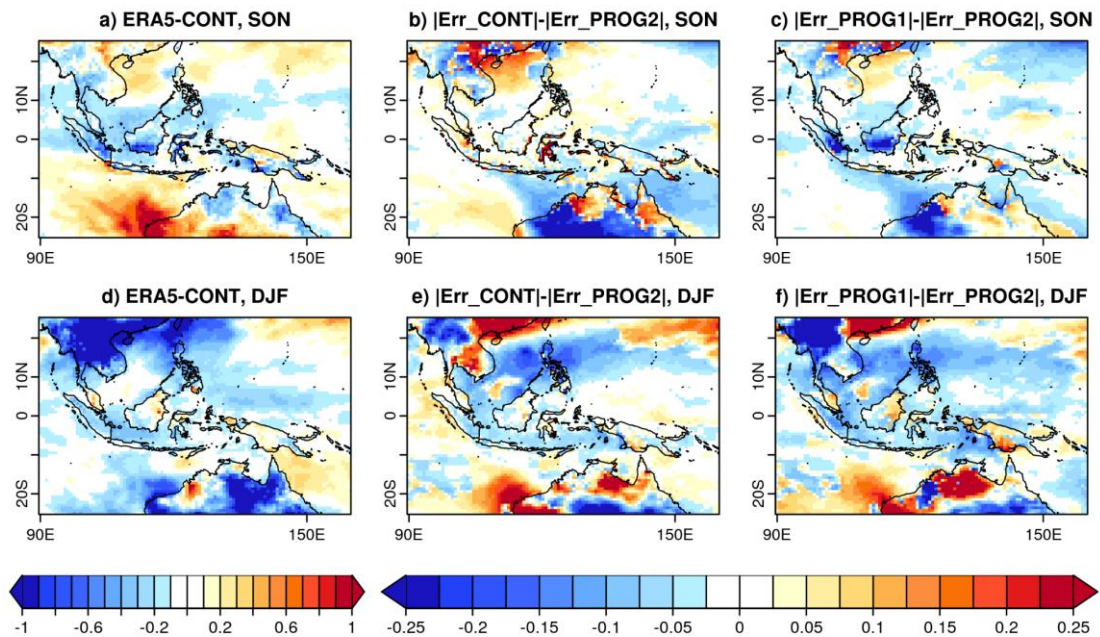 a) ERA5-CONT, SON
b) |Err_CONT|-|Err_PROG2|, SON
c) |Err_PROG1|-|Err_PROG2|, SON
10N
0
20S
90E
150E
10N
0
20S
90E
150E
10N
0
20S
90E
150E
d) ERA5-CONT, DJF
e) |Err_CONT|-|Err_PROG2|, DJF
f) |Err_PROG1|-|Err_PROG2|, DJF
10N
0
20S
90E
150E
10N
0
20S
90E
150E
10N
0
20S
90E
150E
-1 -0.6 -0.2 0.2 0.6 1
-0.25 -0.2 -0.15 -0.1 -0.05 0 0.05 0.1 0.15 0.2 0.25